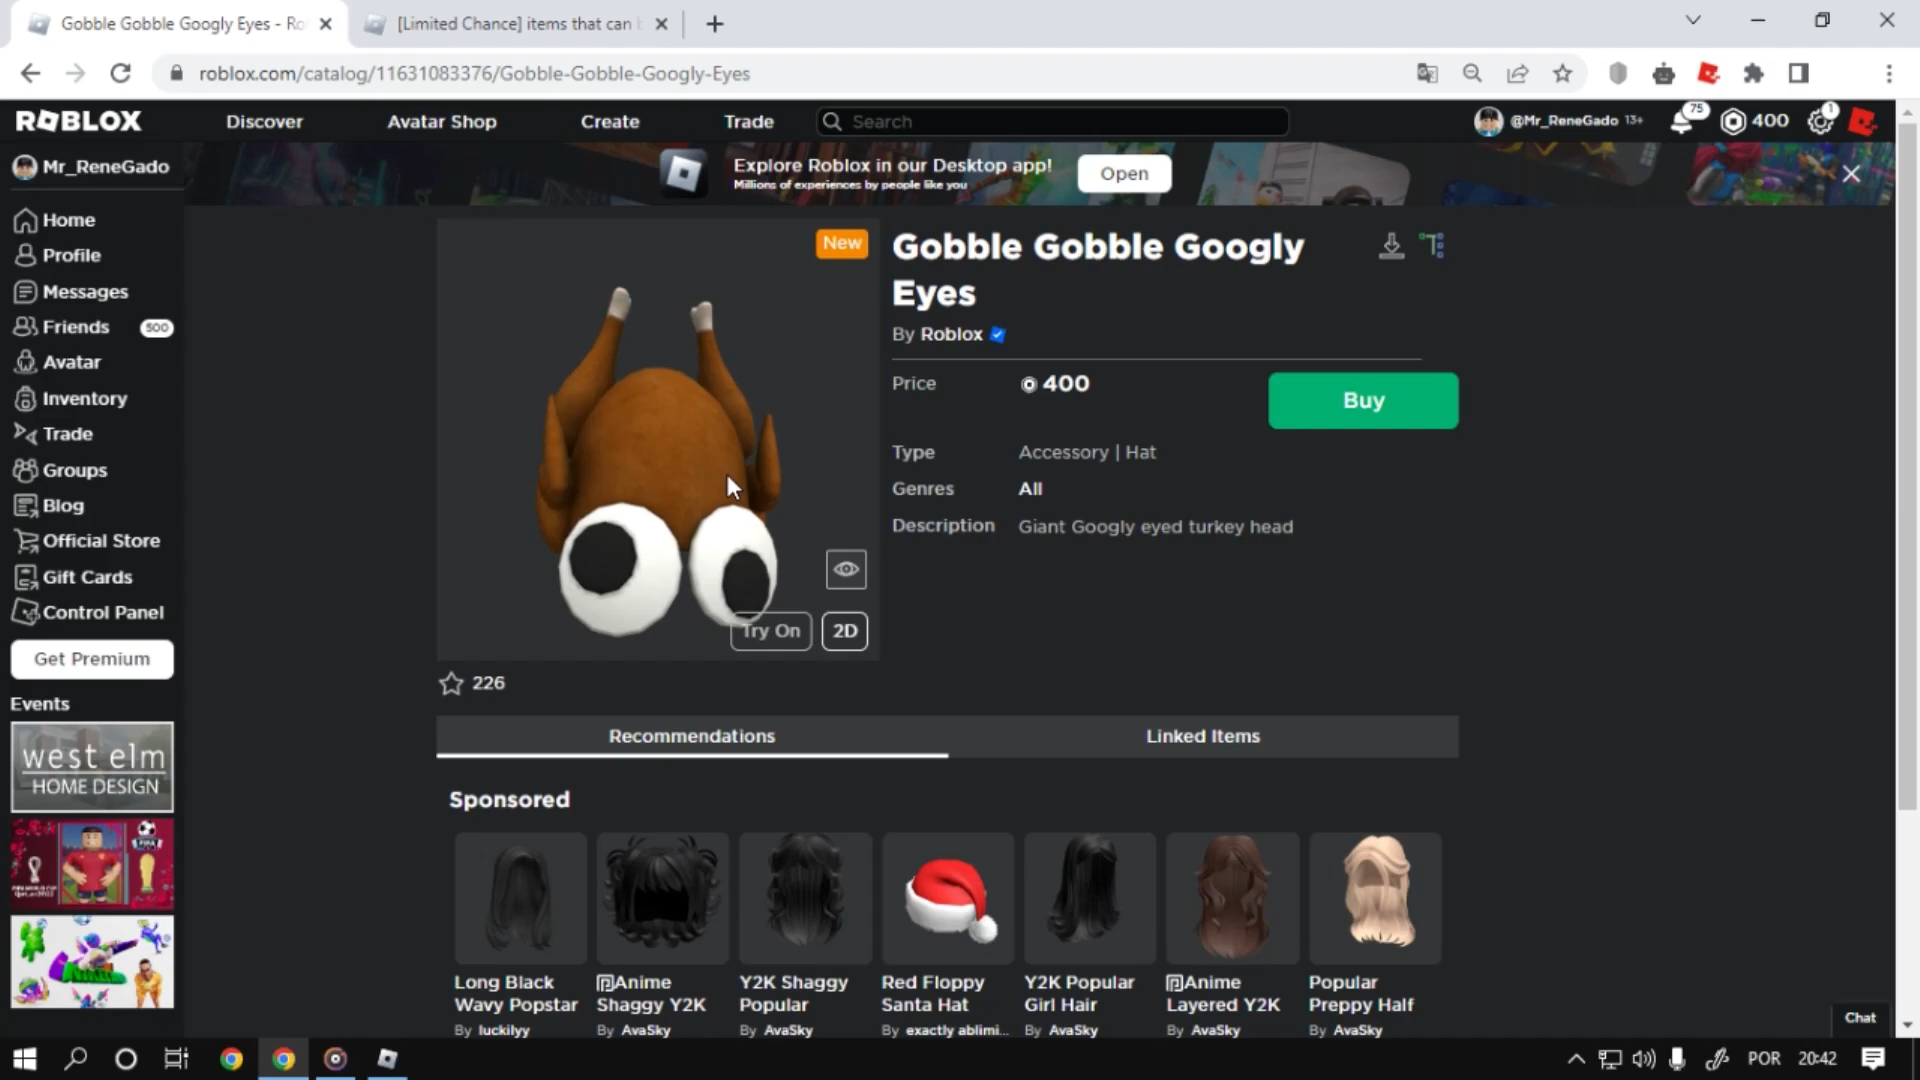 Gobble Gobble Googly Eyes - Ro
[Limited Chance] items that can
roblox.com/catalog/11631083376/Gobble-Gobble-Googly-Eyes
ROBLOX
Discover
Avatar Shop
Create
Trade
Search
@Mr_ReneGado 13+
75
400
1
Mr_ReneGado
Explore Roblox in our Desktop app!
Millions of experiences by people like you
Open
Home
Profile
Messages
Friends 500
Avatar
Inventory
Trade
Groups
Blog
Official Store
Gift Cards
Control Panel
Get Premium
Events
west elm
HOME DESIGN
New
Try On
2D
226
Gobble Gobble Googly
Eyes
By Roblox
Price 400
Buy
Type Accessory | Hat
Genres All
Description Giant Googly eyed turkey head
Recommendations
Linked Items
Sponsored
Long Black
Wavy Popstar
By luckilyy
Anime
Shaggy Y2K
By AvaSky
Y2K Shaggy
Popular
By AvaSky
Red Floppy
Santa Hat
By exactly ablimi...
Y2K Popular
Girl Hair
By AvaSky
Anime
Layered Y2K
By AvaSky
Popular
Preppy Half
By AvaSky
Chat
POR
20:42